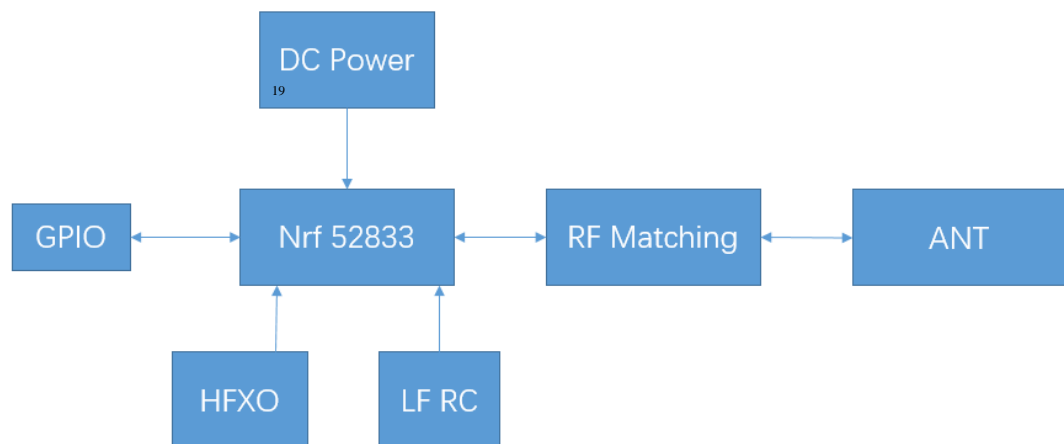 DC Power
19
GPIO
Nrf 52833
RF Matching
ANT
HFXO
LF RC